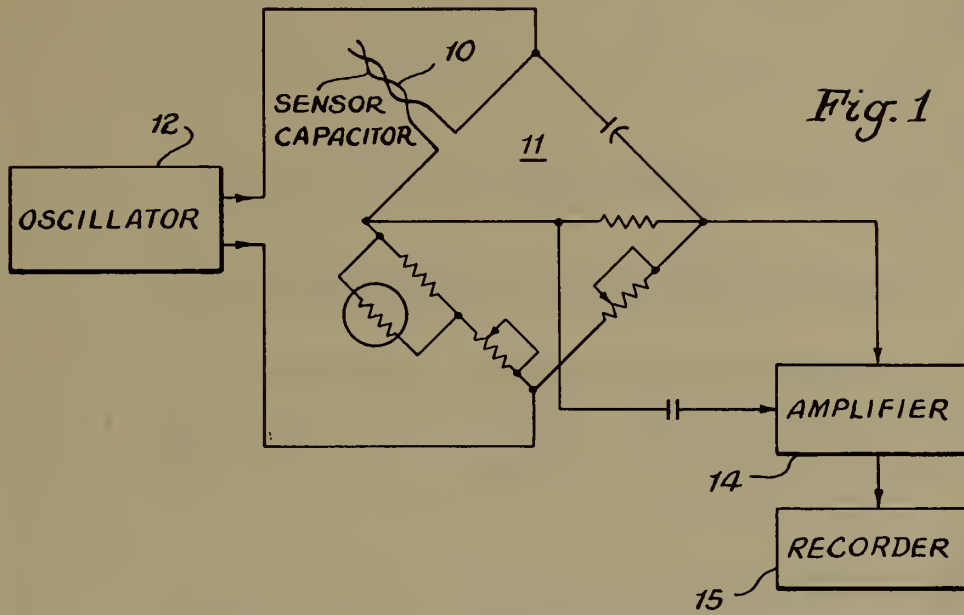 10
SENSOR
CAPACITOR
Fig. 1
12
11
OSCILLATOR
AMPLIFIER
14
RECORDER
15